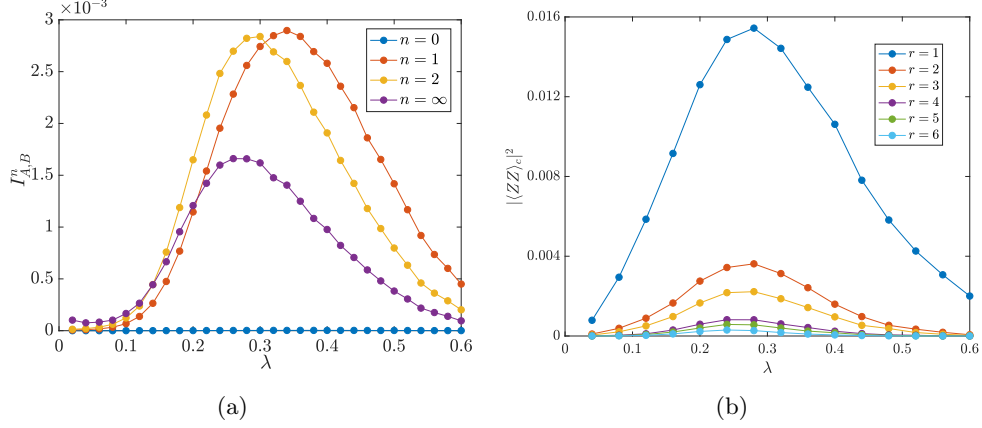 × 10⁻³
3
2.5
2
1.5
1
0.5
0
0 0.1 0.2 0.3 0.4 0.5 0.6
λ
Iⁿ_{A,B}
n = 0
n = 1
n = 2
n = ∞
(a)
0.016
0.012
0.008
0.004
0
0 0.1 0.2 0.3 0.4 0.5 0.6
λ
|⟨ZZ⟩_c|²
r = 1
r = 2
r = 3
r = 4
r = 5
r = 6
(b)